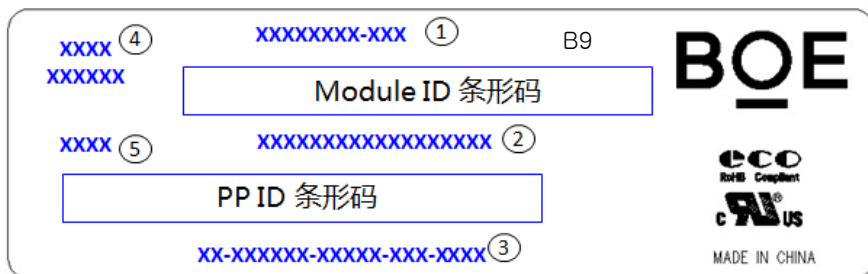 XXXX ④
XXXXXX
XXXXXXXX-XXX ①
B9
BOE
Module ID 条形码
XXXX ⑤
XXXXXXXXXXXXXXXXXX ②
eco
RoHS Compliant
PP ID 条形码
c RU ® US
XX-XXXXXX-XXXXX-XXX-XXXX ③
MADE IN CHINA